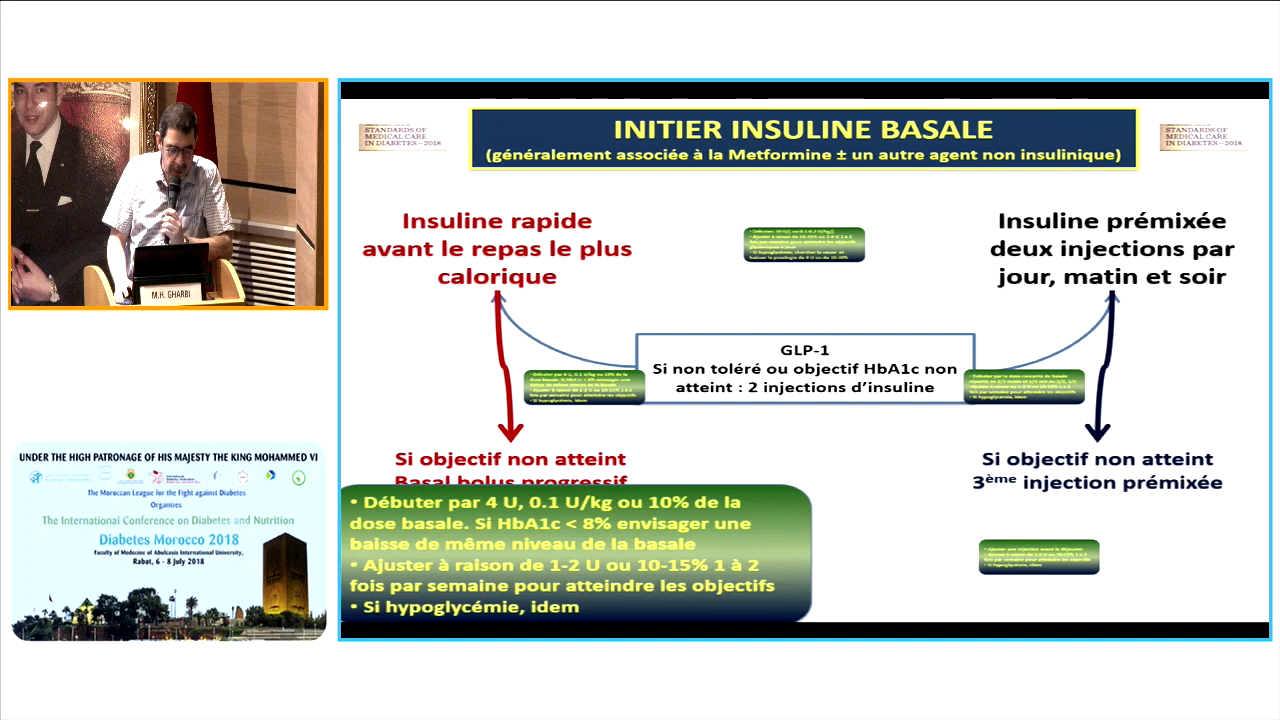 M.H. GHARBI
UNDER THE HIGH PATRONAGE OF HIS MAJESTY THE KING MOHAMMED VI
The Moroccan League for the Fight against Diabetes
Organizes
The International Conference on Diabetes and Nutrition
Diabetes Morocco 2018
Faculty of Medecine of Abulcasis International University,
Rabat, 6 - 8 July 2018
STANDARDS OF
MEDICAL CARE
IN DIABETES—2018
INITIER INSULINE BASALE
(généralement associée à la Metformine ± un autre agent non insulinique)
STANDARDS OF
MEDICAL CARE
IN DIABETES—2018
Insuline rapide
avant le repas le plus
calorique
Insuline prémixée
deux injections par
jour, matin et soir
GLP-1
Si non toléré ou objectif HbA1c non
atteint : 2 injections d’insuline
Si objectif non atteint
Basal bolus progressif
Si objectif non atteint
3ème injection prémixée
• Débuter par 4 U, 0.1 U/kg ou 10% de la
dose basale. Si HbA1c < 8% envisager une
baisse de même niveau de la basale
• Ajuster à raison de 1-2 U ou 10-15% 1 à 2
fois par semaine pour atteindre les objectifs
• Si hypoglycémie, idem